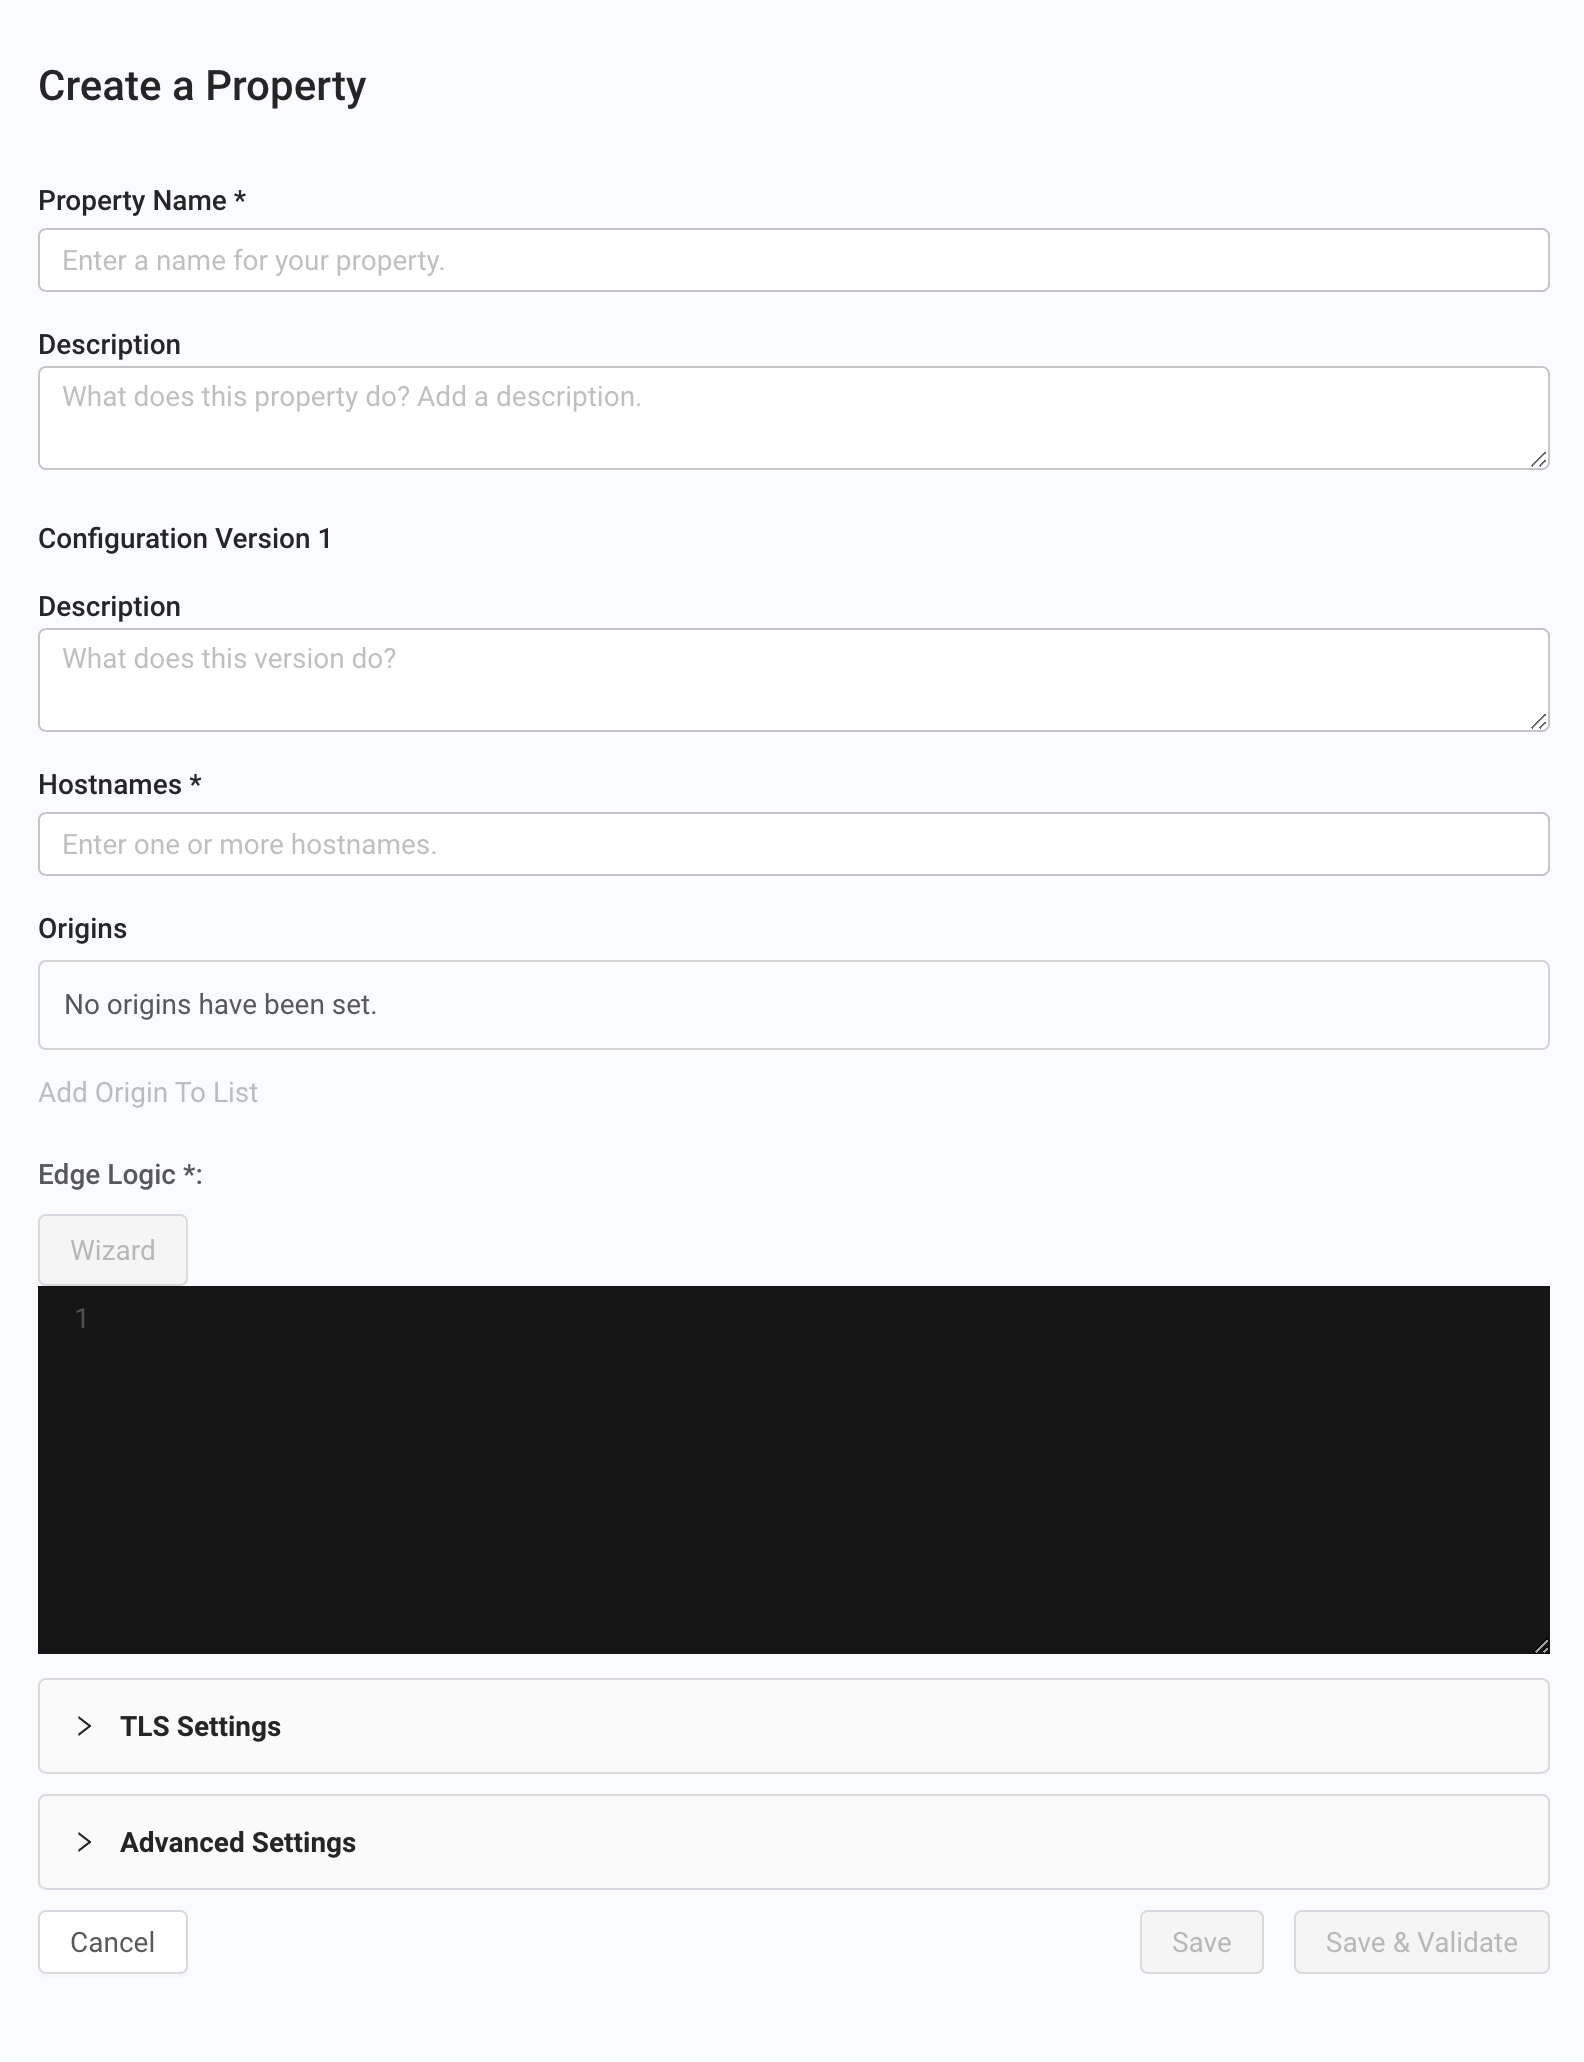 Create a Property
Property Name *
Enter a name for your property.
Description
What does this property do? Add a description.
Configuration Version 1
Description
What does this version do?
Hostnames *
Enter one or more hostnames.
Origins
No origins have been set.
Add Origin To List
Edge Logic *:
Wizard
1
TLS Settings
Advanced Settings
Cancel
Save
Save & Validate